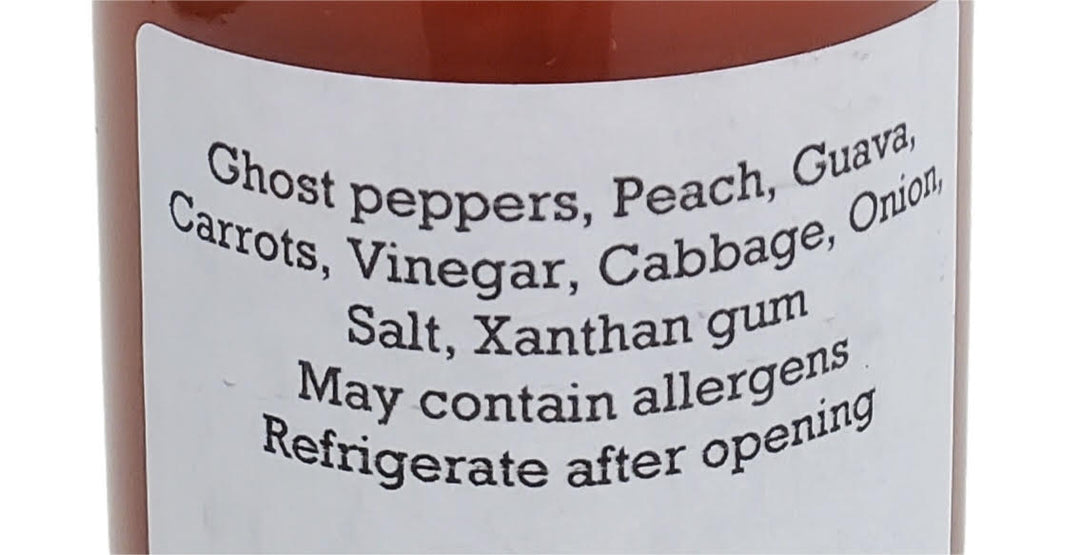 Ghost peppers, Peach, Guava,
Carrots, Vinegar, Cabbage, Onion,
Salt, Xanthan gum
May contain allergens
Refrigerate after opening